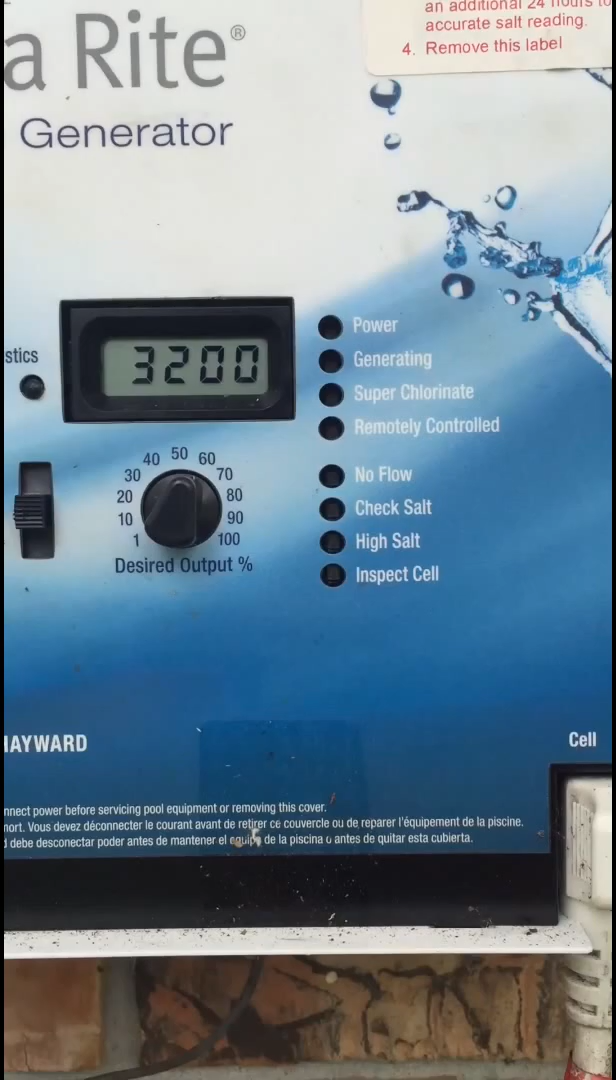 an additional 24 hours to
accurate salt reading.
4. Remove this label
a Rite®
Generator
stics
3200
Power
Generating
Super Chlorinate
Remotely Controlled
No Flow
Check Salt
High Salt
Inspect Cell
1
10
20
30
40
50
60
70
80
90
100
Desired Output %
HAYWARD
Cell
nnect power before servicing pool equipment or removing this cover.
mort. Vous devez déconnecter le courant avant de retirer ce couvercle ou de reparer l'équipement de la piscine.
debe desconectar poder antes de mantener el equipo de la piscina o antes de quitar esta cubierta.